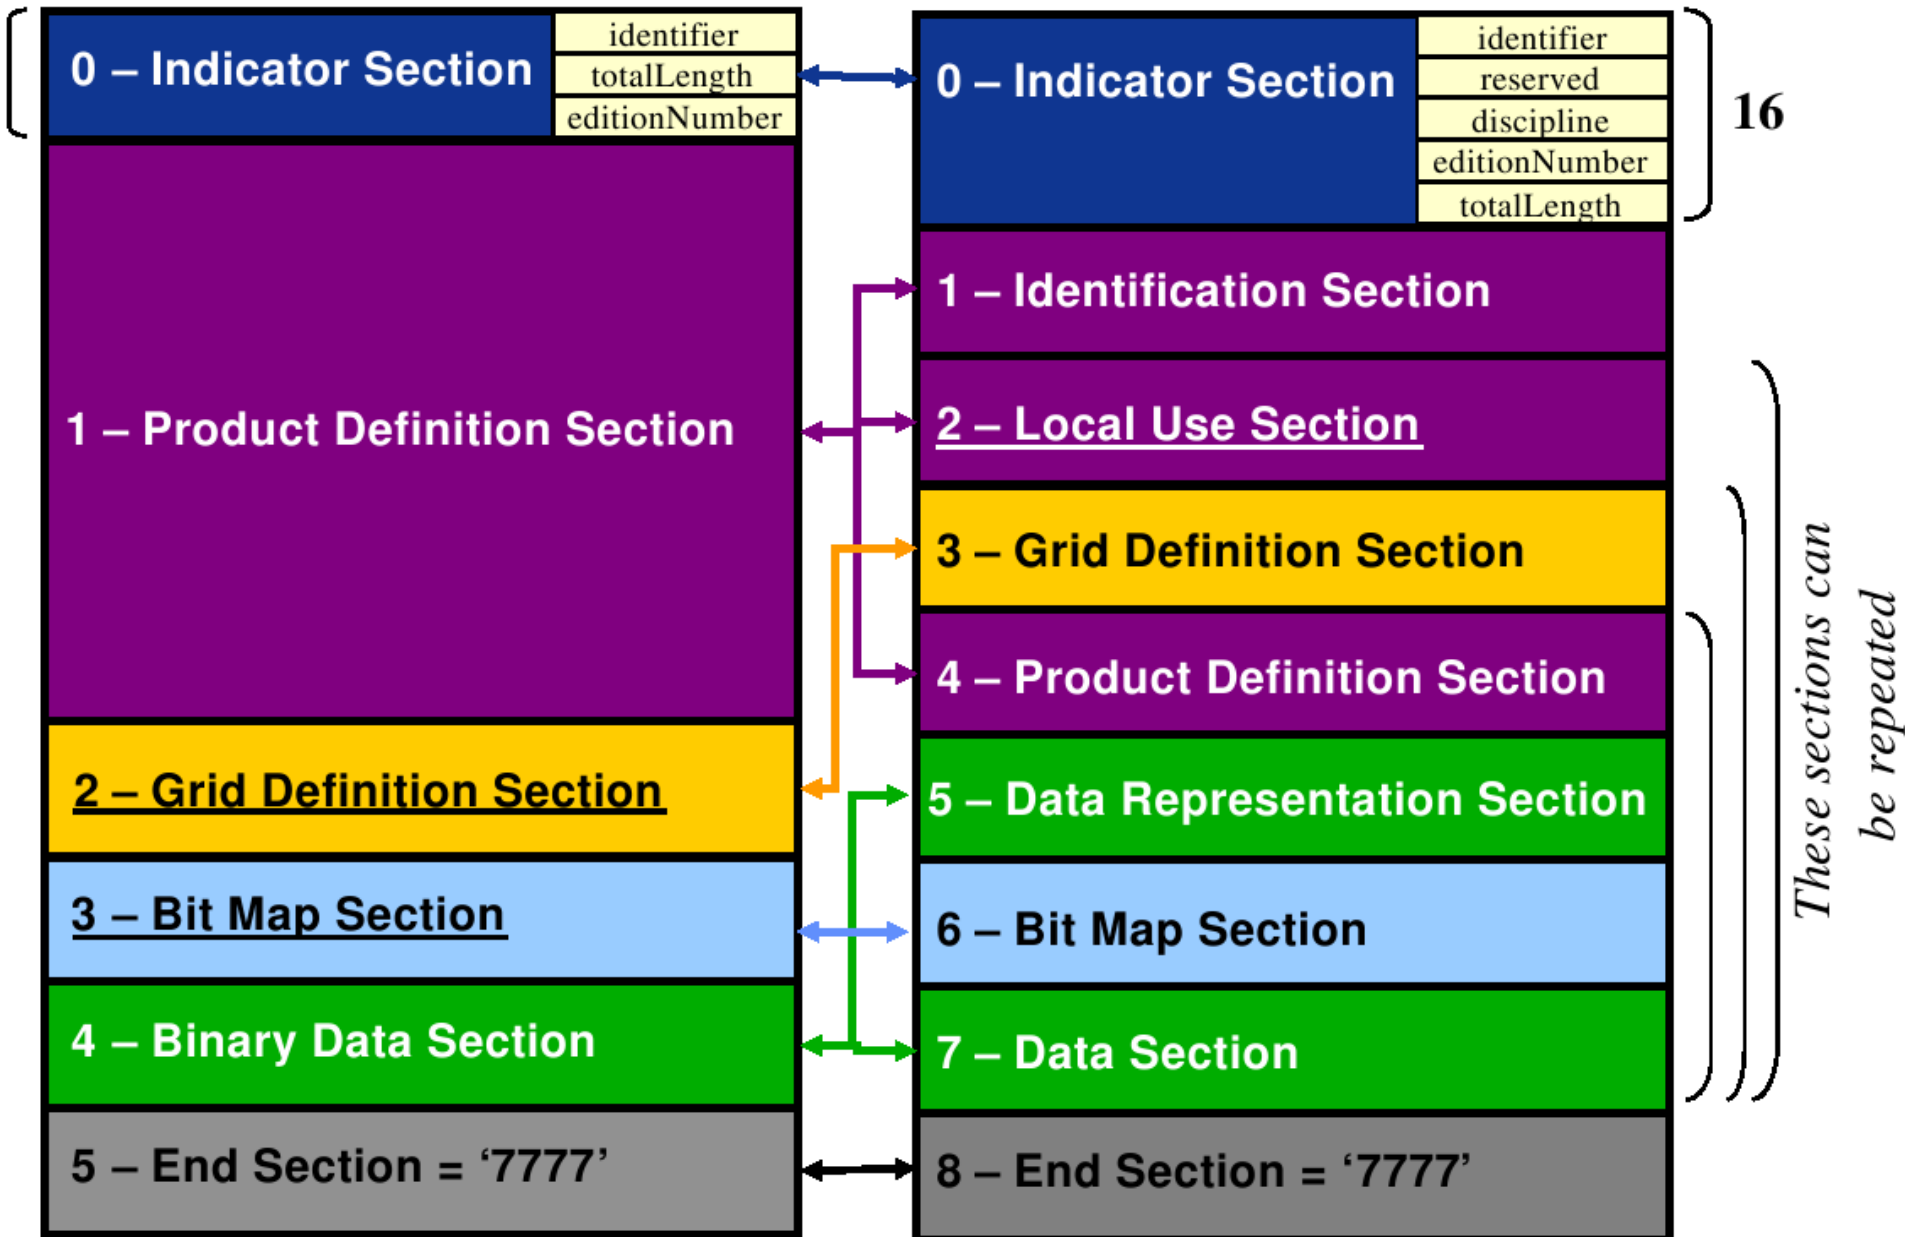 0 – Indicator Section
identifier
totalLength
editionNumber
1 – Product Definition Section
2 – Grid Definition Section
3 – Bit Map Section
4 – Binary Data Section
5 – End Section = ‘7777’
0 – Indicator Section
identifier
reserved
discipline
editionNumber
totalLength
16
1 – Identification Section
2 – Local Use Section
3 – Grid Definition Section
4 – Product Definition Section
5 – Data Representation Section
6 – Bit Map Section
7 – Data Section
8 – End Section = ‘7777’
These sections can
be repeated